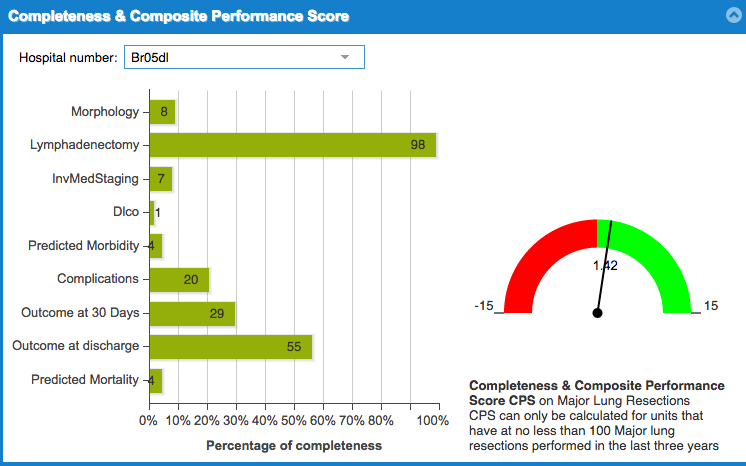 Completeness & Composite Performance Score
Hospital number: Br05dl
Morphology 8
Lymphadenectomy 98
InvMedStaging 7
Dlco 1
Predicted Morbidity 4
Complications 20
Outcome at 30 Days 29
Outcome at discharge 55
Predicted Mortality 4
0% 10% 20% 30% 40% 50% 60% 70% 80% 100%
Percentage of completeness
1.42
-15 15
Completeness & Composite Performance
Score CPS on Major Lung Resections
CPS can only be calculated for units that
have at no less than 100 Major lung
resections performed in the last three years